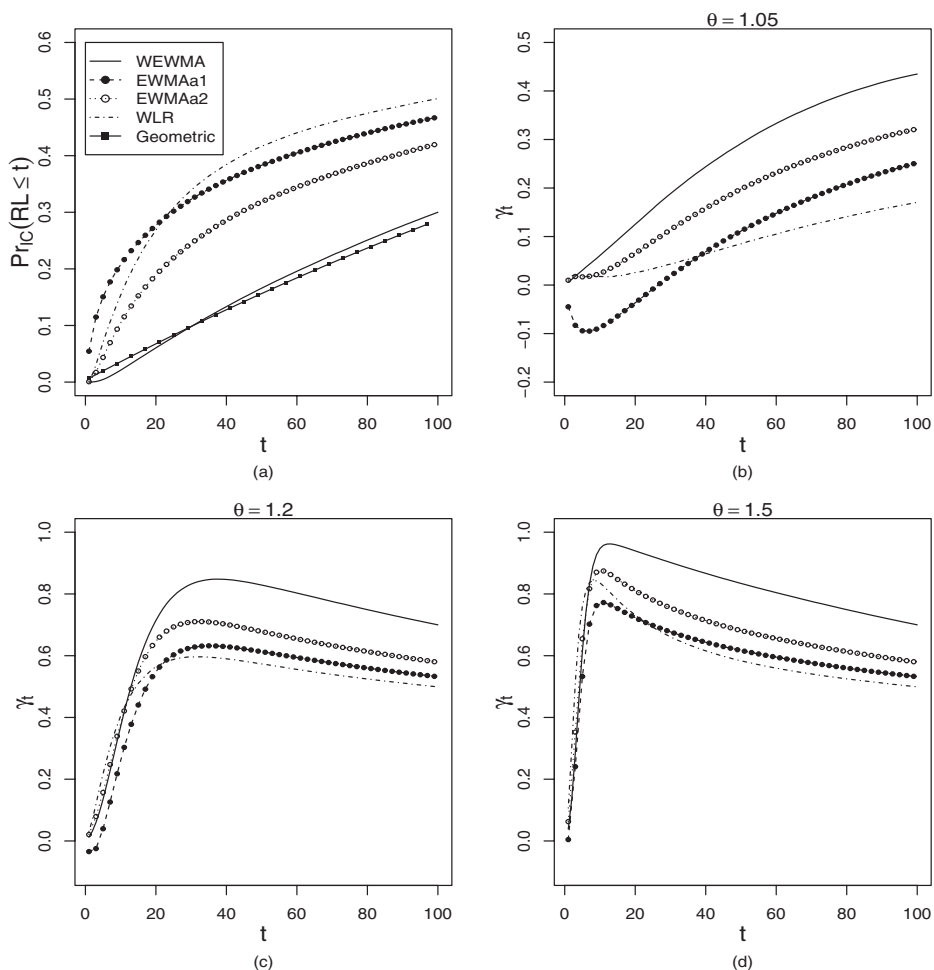 Pr_IC(RL ≤ t)
0.0 0.1 0.2 0.3 0.4 0.5 0.6
WEWMA
EWMAa1
EWMAa2
WLR
Geometric
0 20 40 60 80 100
t
(a)
θ = 1.05
γt
−0.2 −0.1 0.0 0.1 0.2 0.3 0.4 0.5
0 20 40 60 80 100
t
(b)
θ = 1.2
γt
0.0 0.2 0.4 0.6 0.8 1.0
0 20 40 60 80 100
t
(c)
θ = 1.5
γt
0.0 0.2 0.4 0.6 0.8 1.0
0 20 40 60 80 100
t
(d)